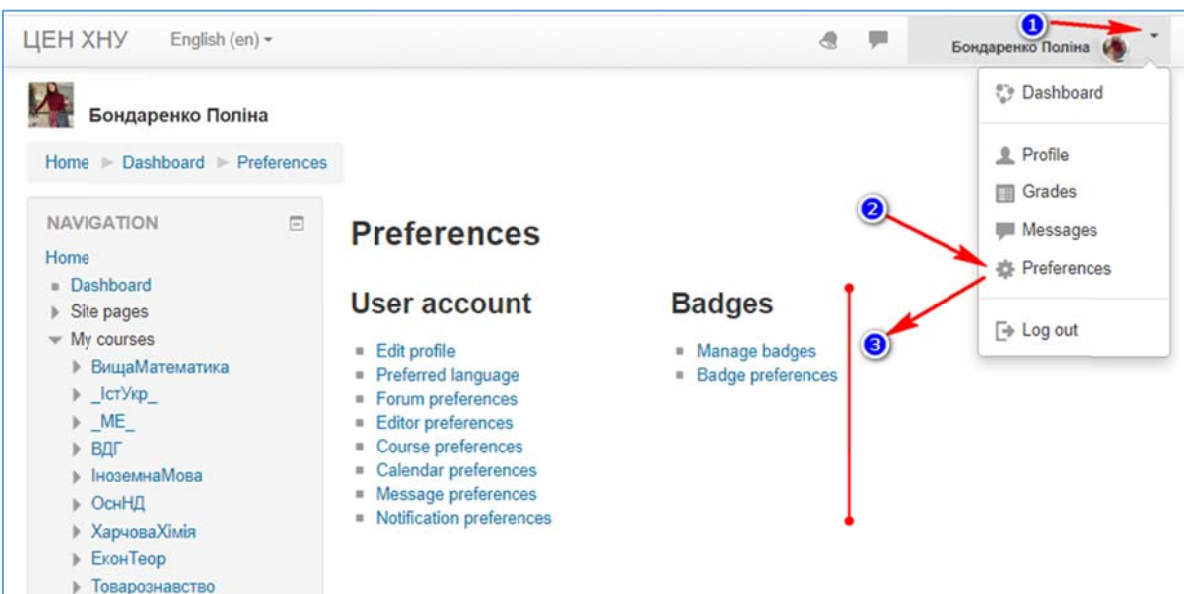 ЦЕН ХНУ English (en)
1
Бондаренко Поліна
Бондаренко Поліна
Home Dashboard Preferences
Dashboard
Profile
Grades
Messages
Preferences
Log out
2
3
NAVIGATION
Home
Dashboard
Site pages
My courses
ВищаМатематика
_ІстУкр_
_МЕ_
ВДГ
ІноземнаМова
ОснНД
ХарчоваХімія
ЕконТеор
Товарознавство
Preferences
User account
Edit profile
Preferred language
Forum preferences
Editor preferences
Course preferences
Calendar preferences
Message preferences
Notification preferences
Badges
Manage badges
Badge preferences